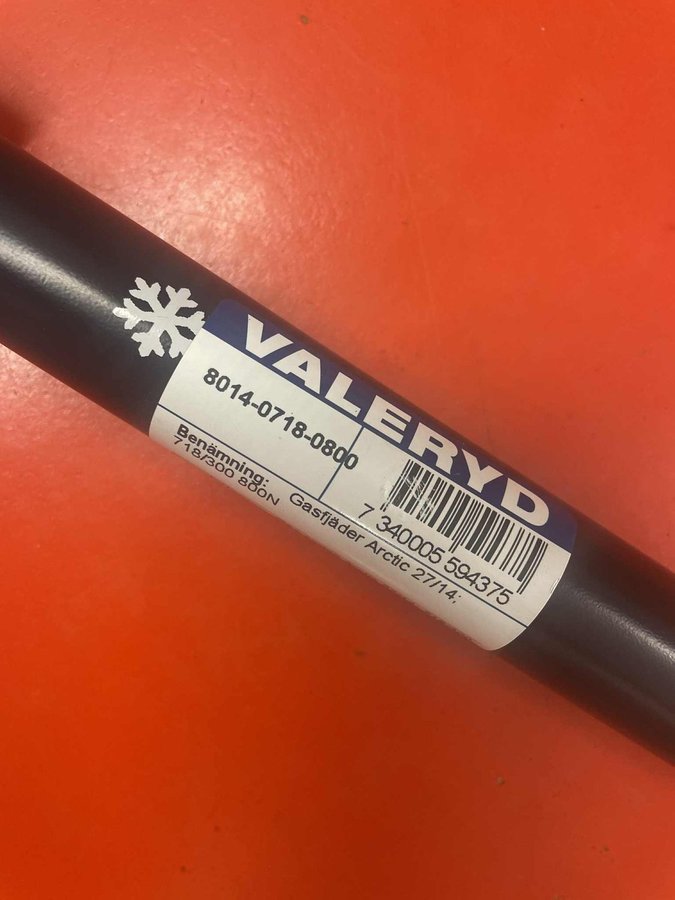 VALERYD
8014-0718-0800
7 340005 594375
Benämning: Gasfjäder Arctic 27/14;
718/300 800N